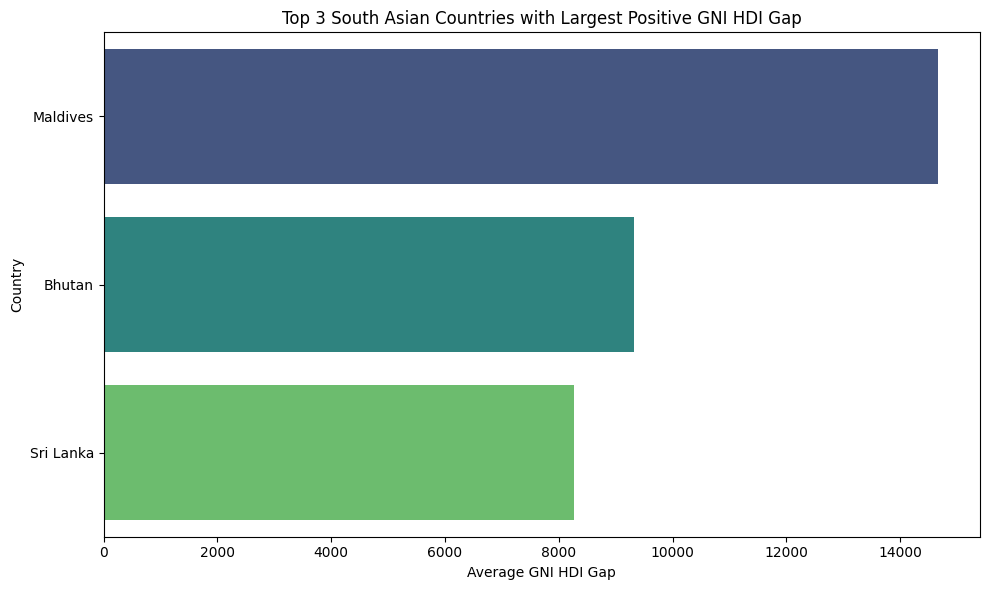 Top 3 South Asian Countries with Largest Positive GNI HDI Gap
Country
Maldives
Bhutan
Sri Lanka
0 2000 4000 6000 8000 10000 12000 14000
Average GNI HDI Gap